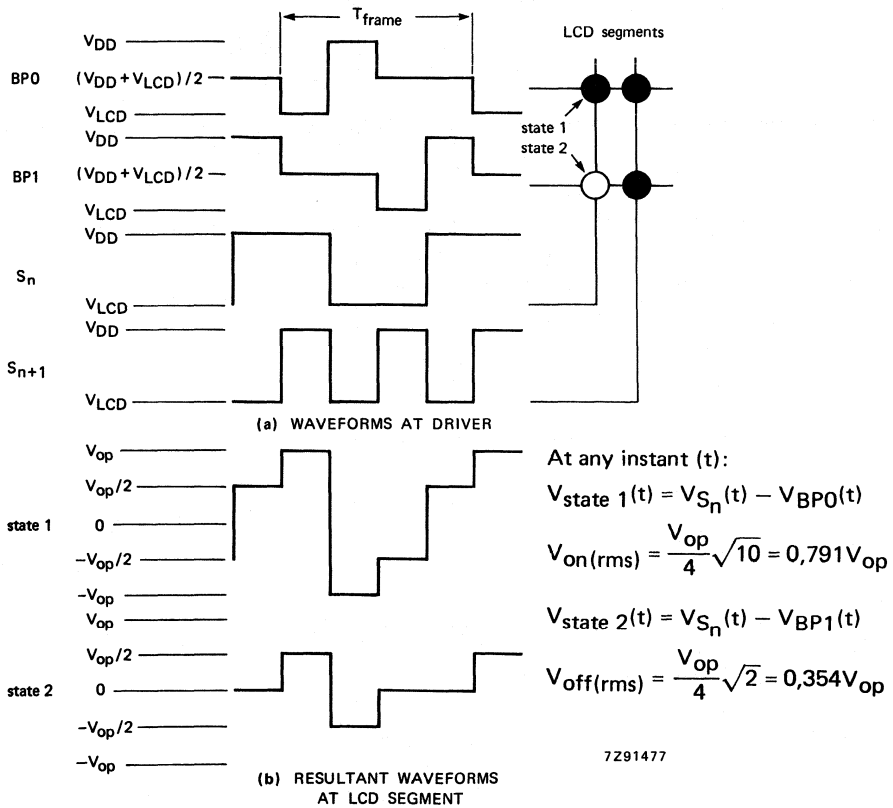 T_frame
LCD segments
BP0
V_DD
(V_DD + V_LCD)/2
V_LCD
state 1
state 2
BP1
V_DD
(V_DD + V_LCD)/2
V_LCD
S_n
V_DD
V_LCD
S_n+1
V_DD
V_LCD
(a) WAVEFORMS AT DRIVER
state 1
V_op
V_op/2
0
−V_op/2
−V_op
state 2
V_op
V_op/2
0
−V_op/2
−V_op
At any instant (t):
V_state 1(t) = V_S_n(t) − V_BP0(t)
V_on(rms) = V_op/4 √10 = 0,791V_op
V_state 2(t) = V_S_n(t) − V_BP1(t)
V_off(rms) = V_op/4 √2 = 0,354V_op
7Z91477
(b) RESULTANT WAVEFORMS
AT LCD SEGMENT